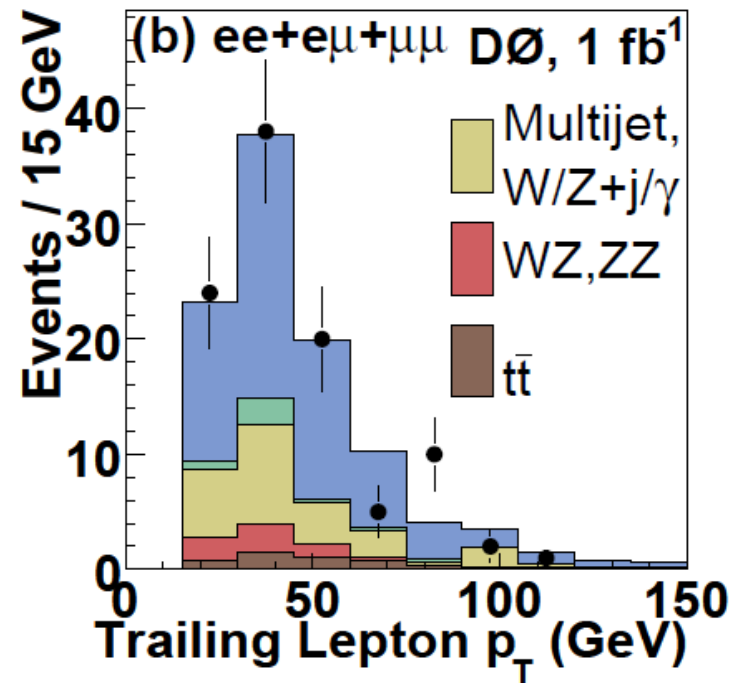 (b) ee+eμ+μμ DØ, 1 fb⁻¹
Events / 15 GeV
40
30
20
10
0
Multijet,
W/Z+j/γ
WZ,ZZ
tt̄
0 50 100 150
Trailing Lepton p_T (GeV)